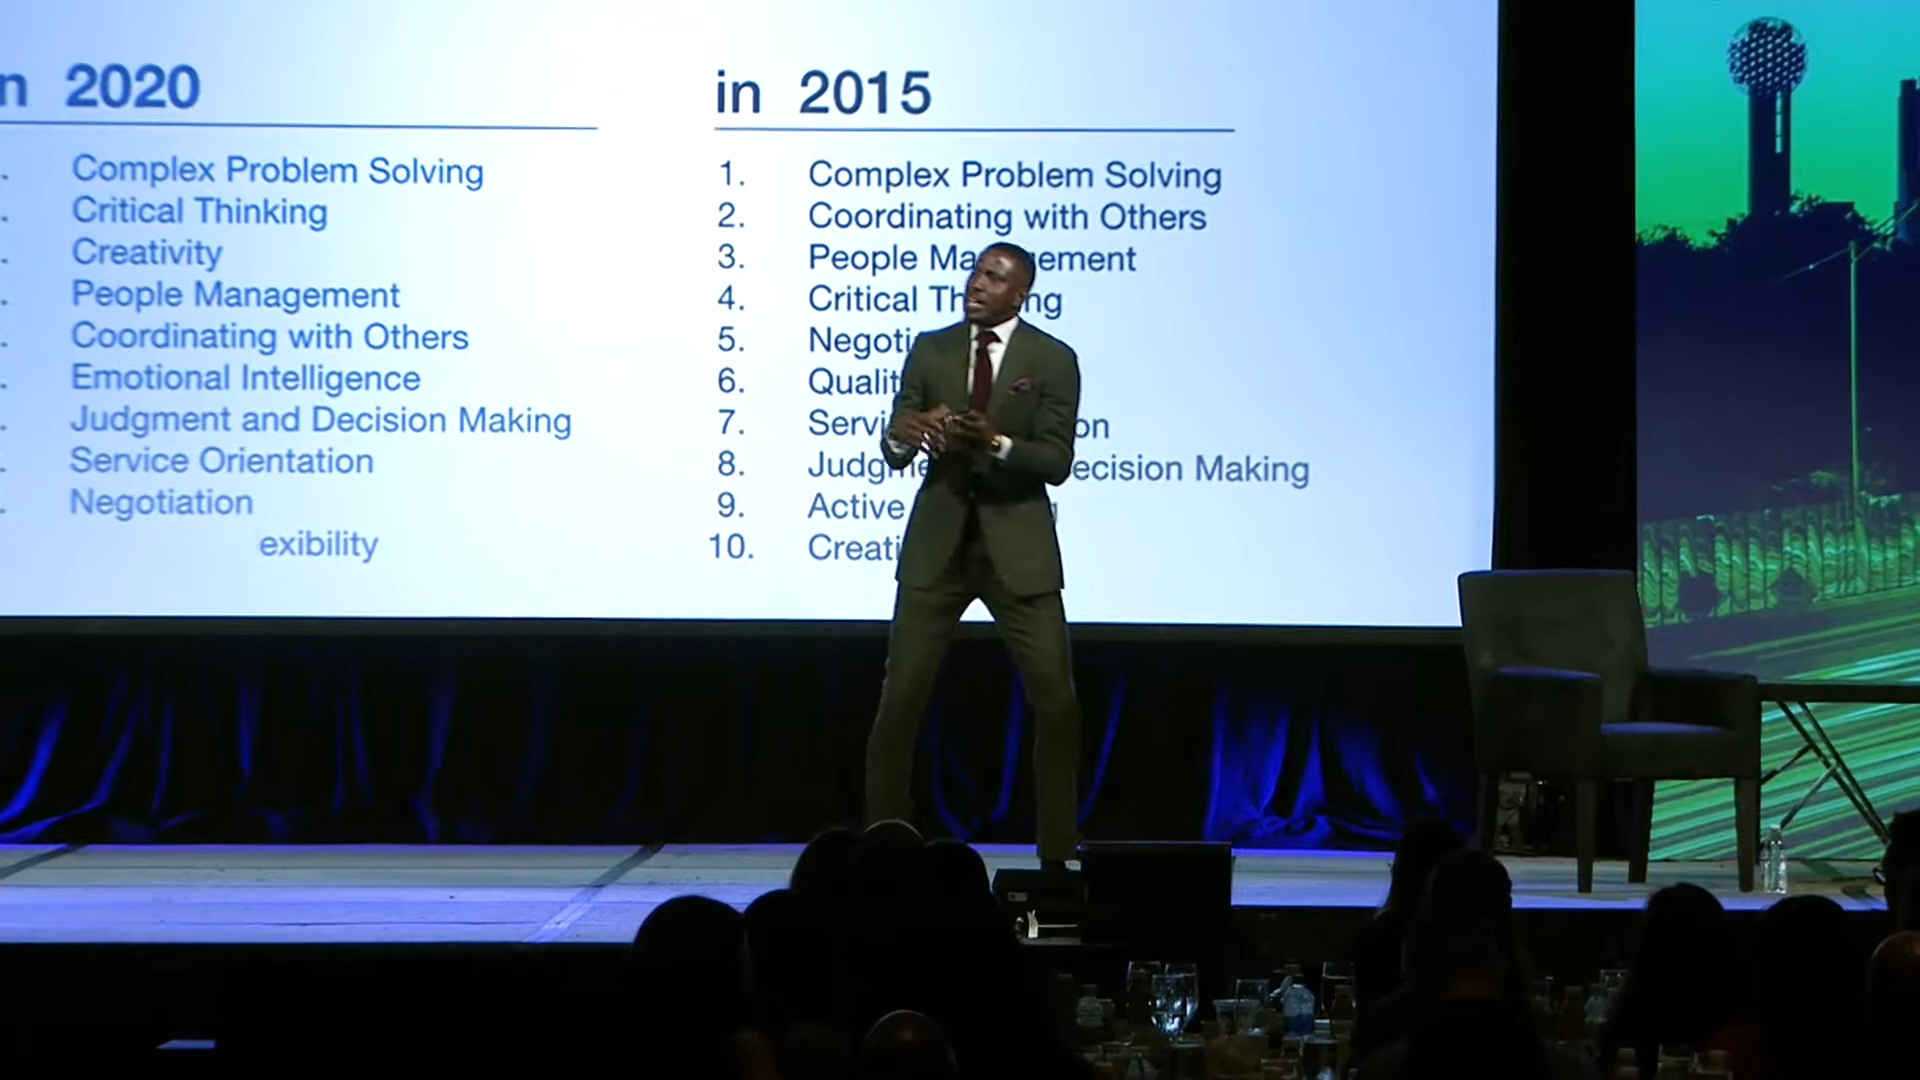 n 2020
. Complex Problem Solving
. Critical Thinking
. Creativity
. People Management
. Coordinating with Others
. Emotional Intelligence
. Judgment and Decision Making
. Service Orientation
. Negotiation
exibility
in 2015
1. Complex Problem Solving
2. Coordinating with Others
3. People Ma ement
4. Critical Th ng
5. Negoti
6. Qualit
7. Servi on
8. Judgme ecision Making
9. Active
10. Creati